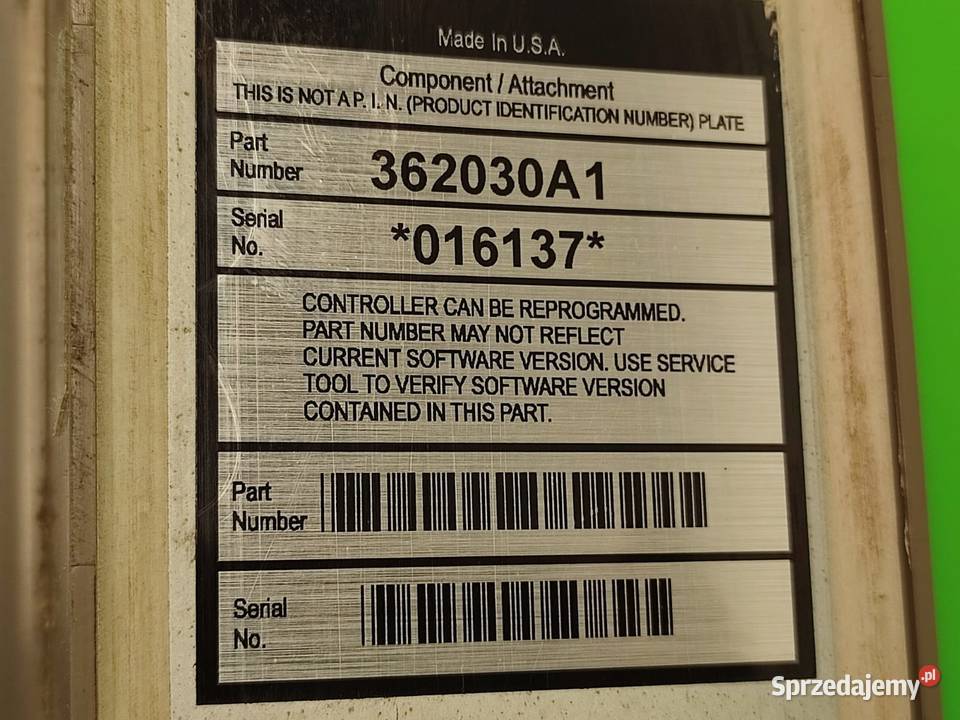 Made In U.S.A.
Component / Attachment
THIS IS NOT A P. I. N. (PRODUCT IDENTIFICATION NUMBER) PLATE
Part
Number 362030A1
Serial
No. *016137*
CONTROLLER CAN BE REPROGRAMMED.
PART NUMBER MAY NOT REFLECT
CURRENT SOFTWARE VERSION. USE SERVICE
TOOL TO VERIFY SOFTWARE VERSION
CONTAINED IN THIS PART.
Part
Number
Serial
No.
Sprzedajemy.pl